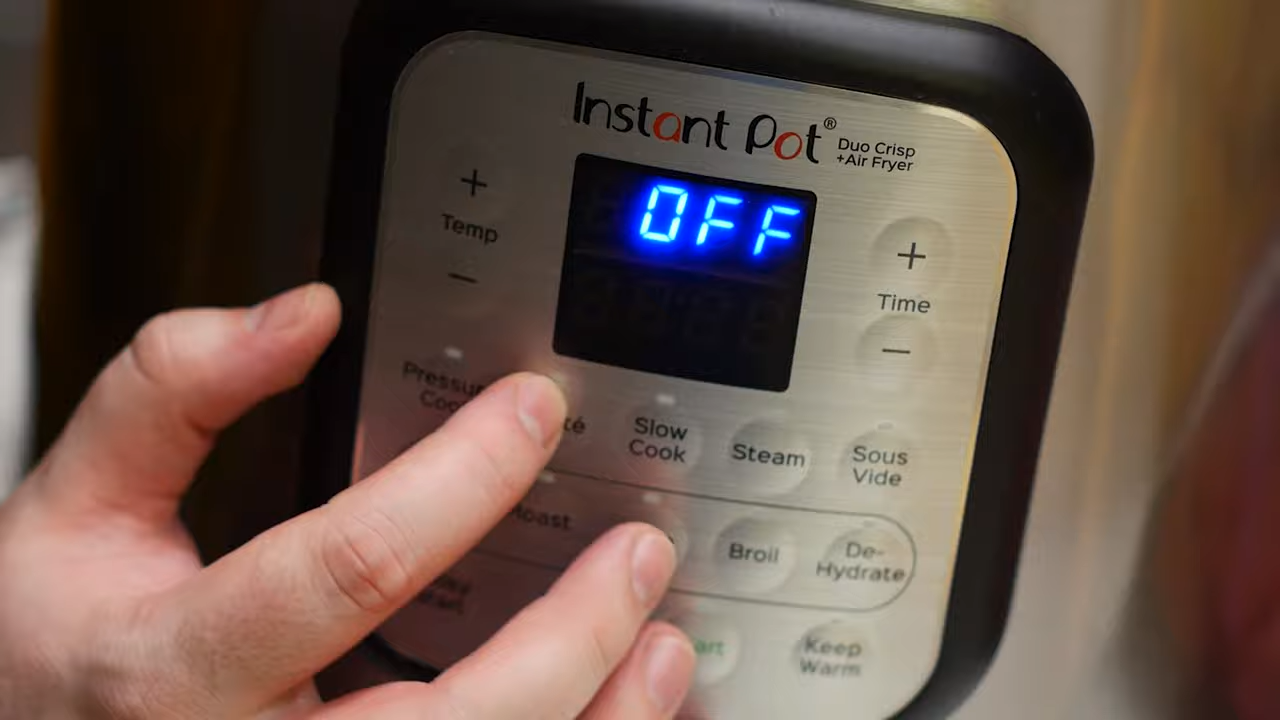 Instant Pot®
Duo Crisp
+Air Fryer
OFF
+
Temp
−
+
Time
−
Slow
Cook
Steam
Sous
Vide
Broil
De-
Hydrate
Keep
Warm